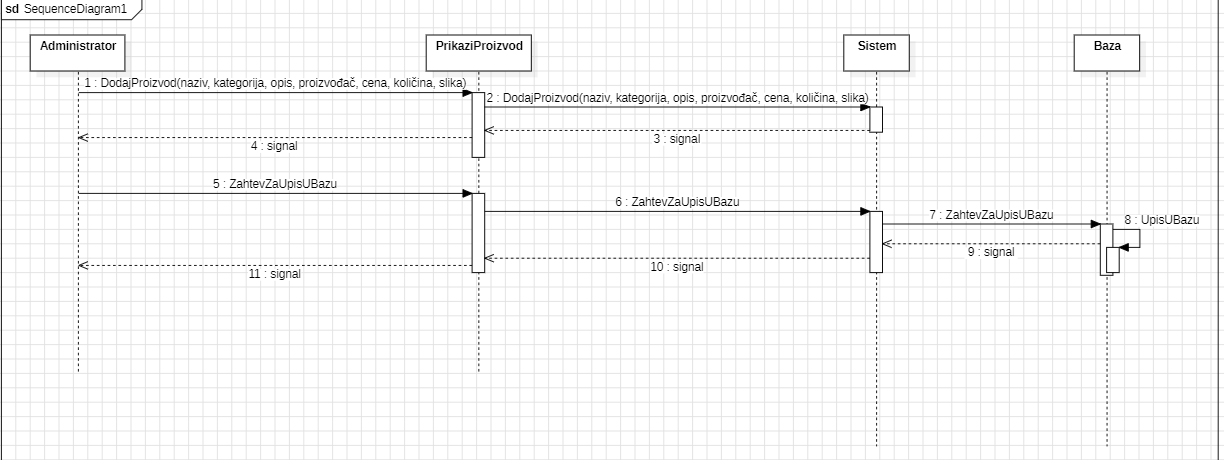 sd SequenceDiagram1
Administrator
PrikaziProizvod
Sistem
Baza
1 : DodajProizvod(naziv, kategorija, opis, proizvođač, cena, količina, slika)
2 : DodajProizvod(naziv, kategorija, opis, proizvođač, cena, količina, slika)
3 : signal
4 : signal
5 : ZahtevZaUpisUBazu
6 : ZahtevZaUpisUBazu
7 : ZahtevZaUpisUBazu
8 : UpisUBazu
9 : signal
10 : signal
11 : signal